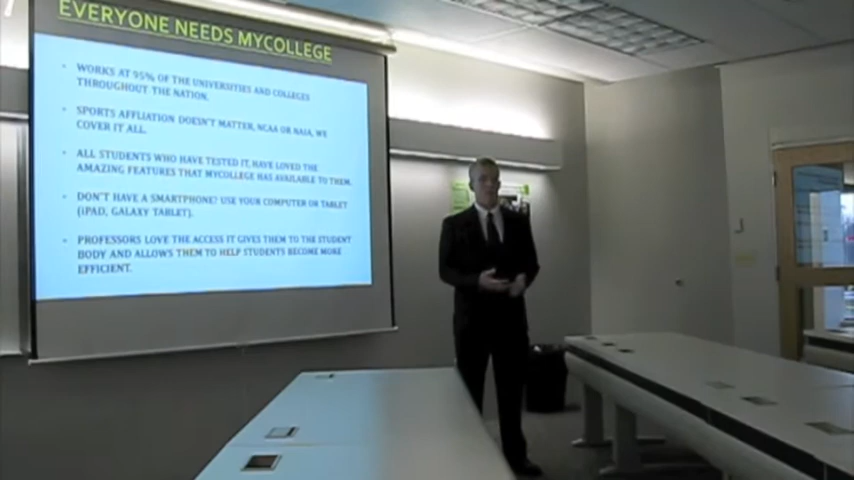 EVERYONE NEEDS MYCOLLEGE
• WORKS AT 95% OF THE UNIVERSITIES AND COLLEGES
THROUGHOUT THE NATION.
• SPORTS AFFLIATION DOESN'T MATTER, NCAA OR NAIA, WE
COVER IT ALL.
• ALL STUDENTS WHO HAVE TESTED IT, HAVE LOVED THE
AMAZING FEATURES THAT MYCOLLEGE HAS AVAILABLE TO THEM.
• DON'T HAVE A SMARTPHONE? USE YOUR COMPUTER OR TABLET
(IPAD, GALAXY TABLET).
• PROFESSORS LOVE THE ACCESS IT GIVES THEM TO THE STUDENT
BODY AND ALLOWS THEM TO HELP STUDENTS BECOME MORE
EFFICIENT.